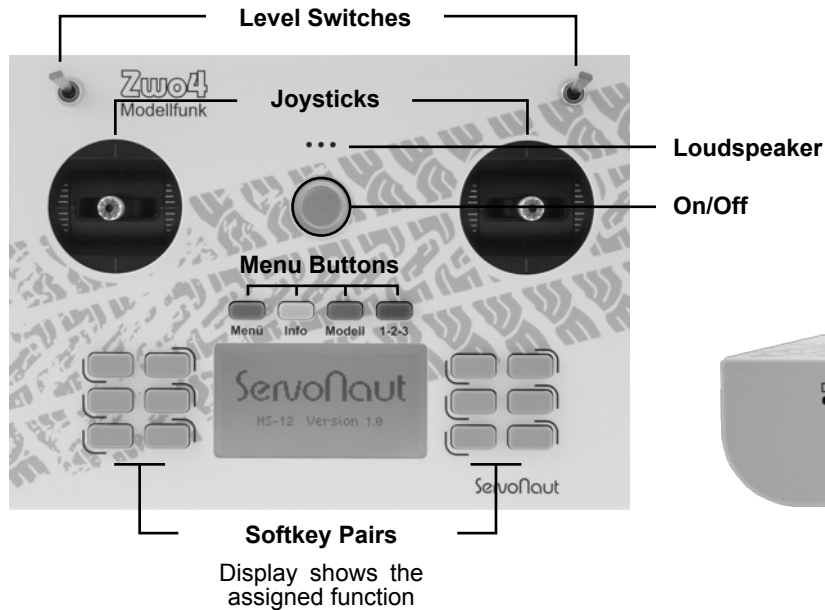 Level Switches
Zwo4
Modellfunk
Joysticks
Loudspeaker
On/Off
Menu Buttons
Menü Info Modell 1-2-3
ServoNaut
HS-12 Version 1.0
ServoNaut
Softkey Pairs
Display shows the
assigned function